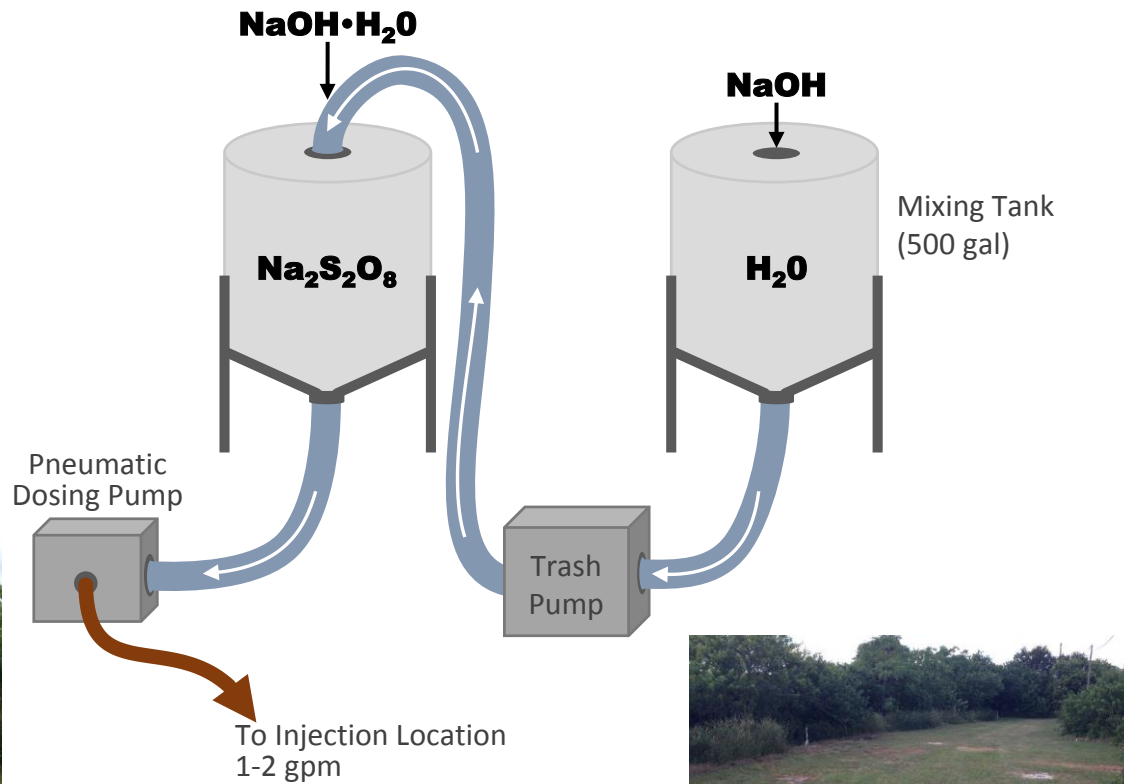 NaOH•H₂0
NaOH
Mixing Tank
(500 gal)
Na₂S₂O₈
H₂0
Pneumatic
Dosing Pump
Trash
Pump
To Injection Location
1-2 gpm